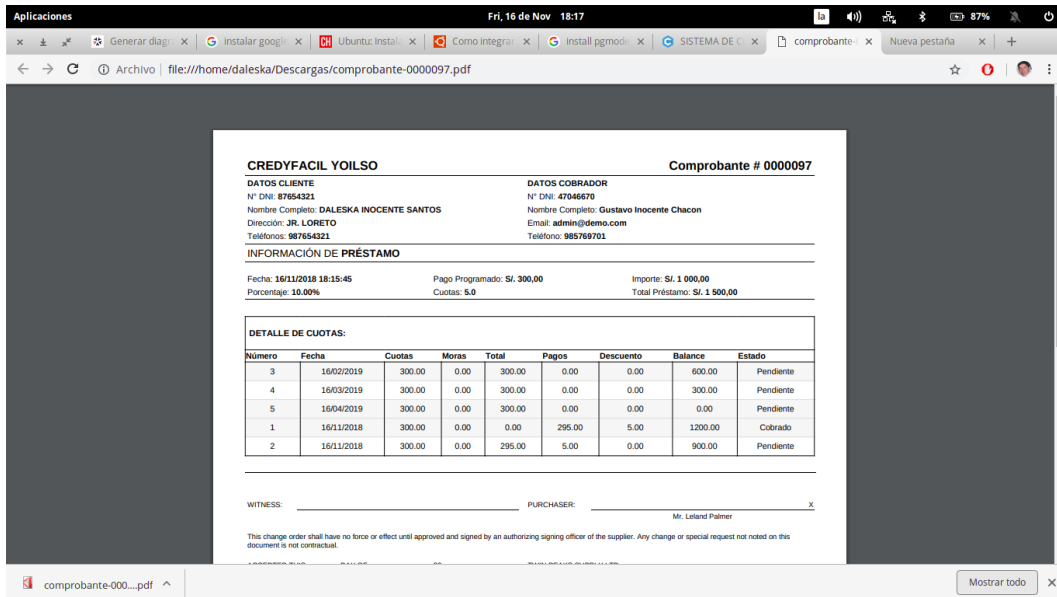 Aplicaciones Fri, 16 de Nov 18:17 la 87%
Generar diagr instalar google Ubuntu: Instal Como integrar install pgmode SISTEMA DE C comprobante- Nueva pestaña
Archivo file:///home/daleska/Descargas/comprobante-0000097.pdf
CREDYFACIL YOILSO Comprobante # 0000097
DATOS CLIENTE DATOS COBRADOR
N° DNI: 87654321 N° DNI: 47046670
Nombre Completo: DALESKA INOCENTE SANTOS Nombre Completo: Gustavo Inocente Chacon
Dirección: JR. LORETO Email: admin@demo.com
Teléfonos: 987654321 Teléfono: 985769701
INFORMACIÓN DE PRÉSTAMO
Fecha: 16/11/2018 18:15:45 Pago Programado: S/. 300,00 Importe: S/. 1 000,00
Porcentaje: 10.00% Cuotas: 5.0 Total Préstamo: S/. 1 500,00
DETALLE DE CUOTAS:
Número Fecha Cuotas Moras Total Pagos Descuento Balance Estado
3 16/02/2019 300.00 0.00 300.00 0.00 0.00 600.00 Pendiente
4 16/03/2019 300.00 0.00 300.00 0.00 0.00 300.00 Pendiente
5 16/04/2019 300.00 0.00 300.00 0.00 0.00 0.00 Pendiente
1 16/11/2018 300.00 0.00 0.00 295.00 5.00 1200.00 Cobrado
2 16/11/2018 300.00 0.00 295.00 5.00 0.00 900.00 Pendiente
WITNESS: PURCHASER: X
Mr. Leland Palmer
This change order shall have no force or effect until approved and signed by an authorizing signing officer of the supplier. Any change or special request not noted on this
document is not contractual.
comprobante-000....pdf Mostrar todo